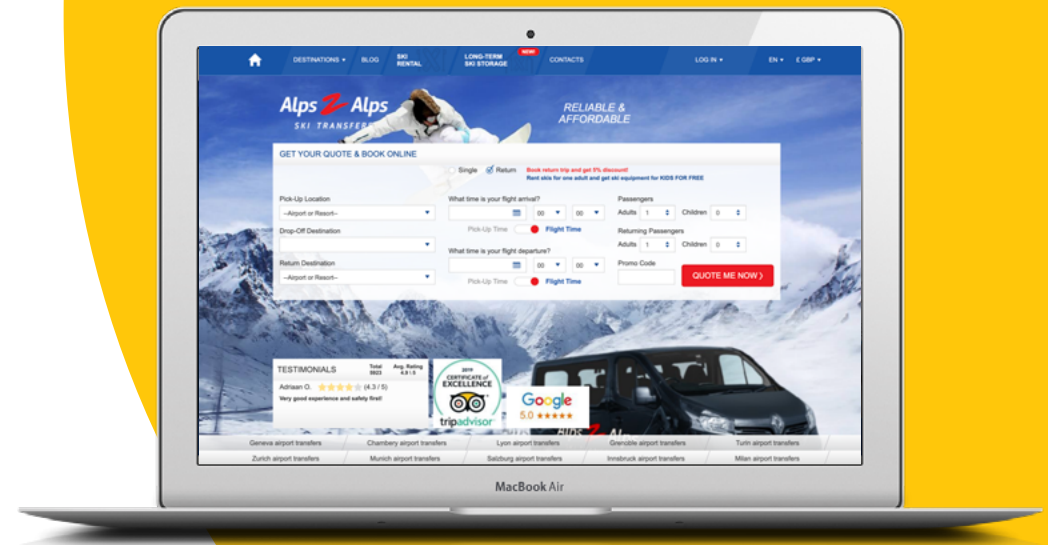 DESTINATIONS
BLOG
SKI
RENTAL
LONG-TERM
SKI STORAGE
NEW!
CONTACTS
LOG IN
EN
£ GBP
Alps 2 Alps
SKI TRANSFERS
RELIABLE &
AFFORDABLE
GET YOUR QUOTE & BOOK ONLINE
Single
Return
Book return trip and get 5% discount!
Rent skis for one adult and get ski equipment for KIDS FOR FREE
Pick-Up Location
--Airport or Resort--
Drop-Off Destination
Return Destination
--Airport or Resort--
What time is your flight arrival?
00 00
Pick-Up Time Flight Time
What time is your flight departure?
00 00
Pick-Up Time Flight Time
Passengers
Adults 1 Children 0
Returning Passengers
Adults 1 Children 0
Promo Code
QUOTE ME NOW
TESTIMONIALS
Total
Avg. Rating
4.9 / 5
Adriaan O. (4.3 / 5)
Very good experience and safety first!
2019
CERTIFICATE of
EXCELLENCE
tripadvisor
Google
5.0
Alps 2 Al
Geneva airport transfers
Chambery airport transfers
Lyon airport transfers
Grenoble airport transfers
Turin airport transfers
Zurich airport transfers
Munich airport transfers
Salzburg airport transfers
Innsbruck airport transfers
Milan airport transfers
MacBook Air